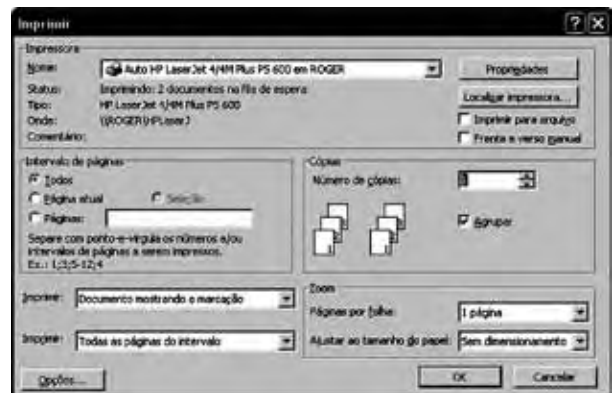 Imprimir
Impressora
Nome: Auto HP LaserJet 4/4M Plus PS 600 em ROGER
Propriedades
Status: Imprimindo: 2 documentos na fila de espera
Tipo: HP LaserJet 4/4M Plus PS 600
Localizar impressora...
Onde: \\ROGER\HPLaserJ
Imprimir para arquivo
Comentário:
Frente e verso manual
Intervalo de páginas
Todos
Página atual Seleção
Páginas:
Separe com ponto-e-vírgula os números e/ou
intervalos de páginas a serem impressos.
Ex.: 1;3;5-12;4
Cópias
Número de cópias: 1
Agrupar
Imprimir: Documento mostrando a marcação
Imprimir: Todas as páginas do intervalo
Zoom
Páginas por folha: 1 página
Ajustar ao tamanho do papel: Sem dimensionamento
Opções...
OK
Cancelar